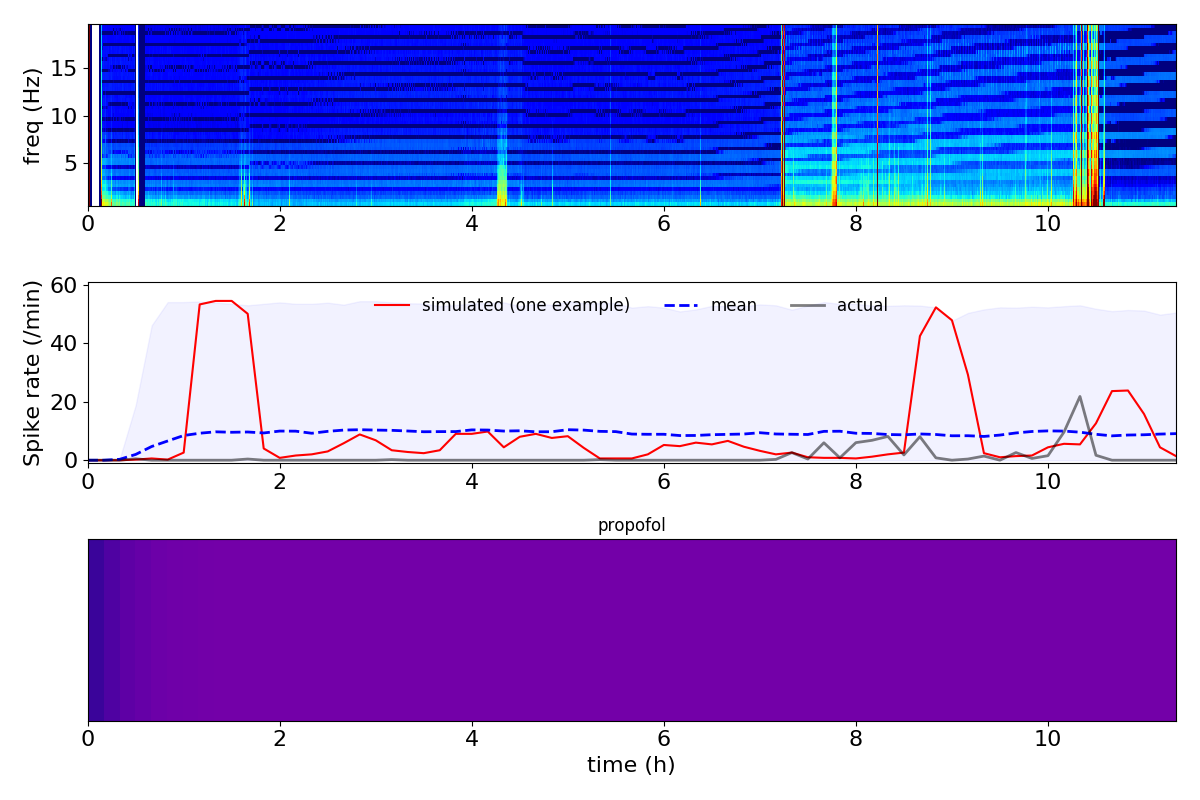 freq (Hz)
15
10
5
0 2 4 6 8 10
Spike rate (/min)
60
40
20
0
simulated (one example) mean actual
0 2 4 6 8 10
propofol
0 2 4 6 8 10
time (h)